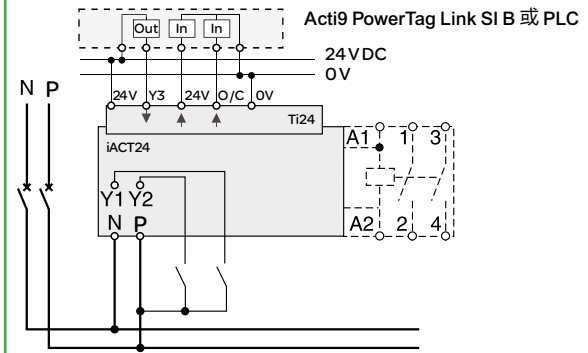 Out In In
Acti9 PowerTag Link SI B 或 PLC
24VDC
0V
N P
24V Y3 24V O/C 0V
Ti24
iACT24
A1 1 3
Y1 Y2
N P
A2 2 4